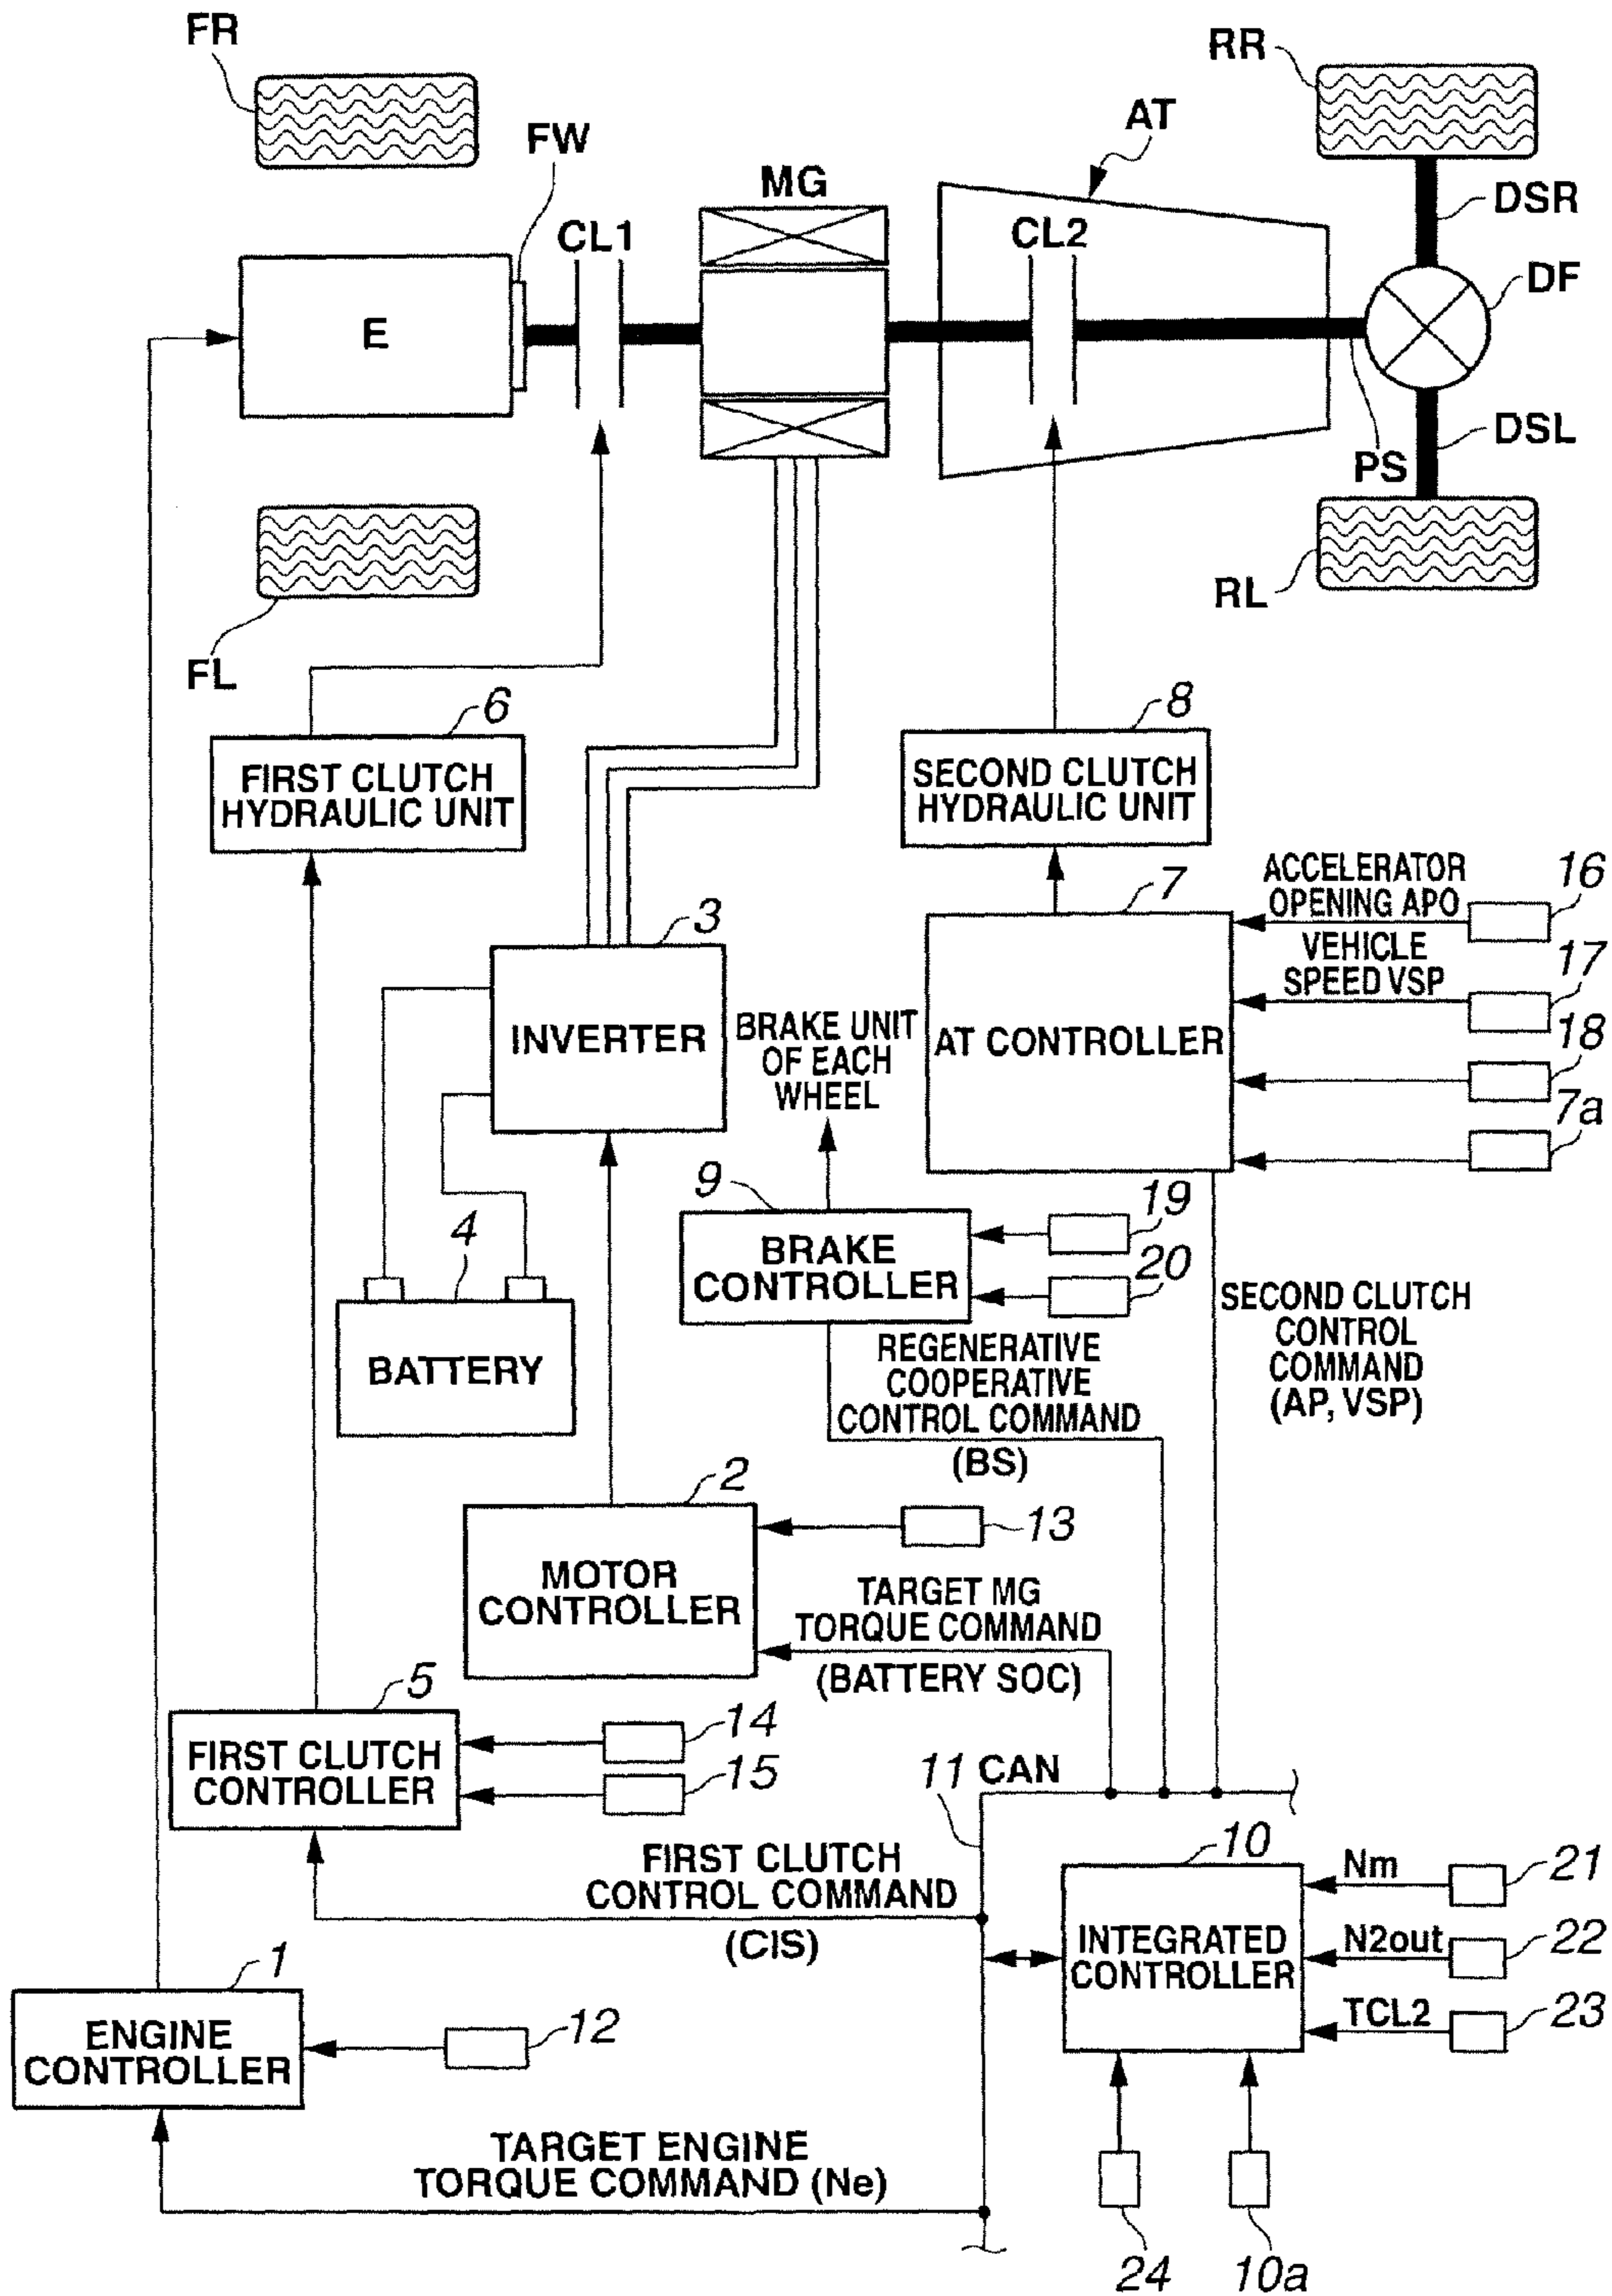 FR
RR
FW
AT
MG
CL1
CL2
DSR
DF
E
DSL
PS
RL
FL
6
8
FIRST CLUTCH
HYDRAULIC UNIT
SECOND CLUTCH
HYDRAULIC UNIT
3
7
ACCELERATOR
OPENING APO
16
VEHICLE
SPEED VSP
17
INVERTER
BRAKE UNIT
OF EACH
WHEEL
AT CONTROLLER
18
7a
9
19
4
BRAKE
CONTROLLER
20
BATTERY
REGENERATIVE
COOPERATIVE
CONTROL COMMAND
(BS)
SECOND CLUTCH
CONTROL
COMMAND
(AP, VSP)
2
13
MOTOR
CONTROLLER
TARGET MG
TORQUE COMMAND
(BATTERY SOC)
5
14
FIRST CLUTCH
CONTROLLER
15
11 CAN
FIRST CLUTCH
CONTROL COMMAND
(CIS)
10
Nm
21
INTEGRATED
CONTROLLER
N2out
22
TCL2
23
1
ENGINE
CONTROLLER
12
TARGET ENGINE
TORQUE COMMAND (Ne)
24
10a